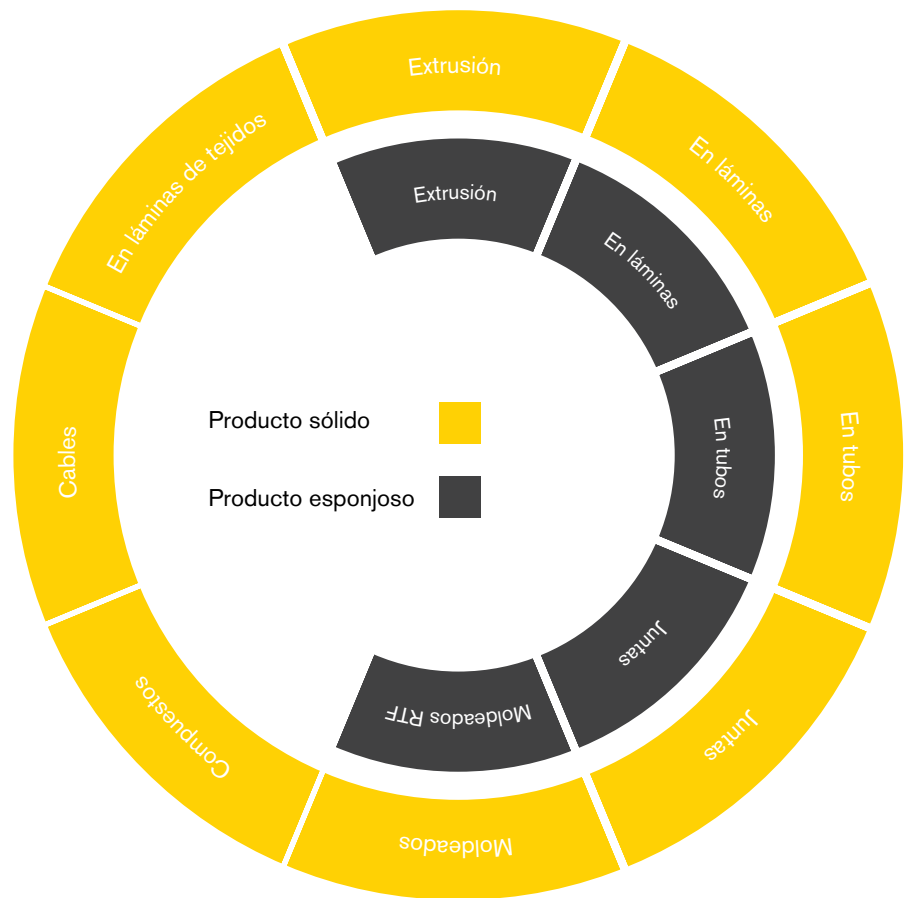 Extrusión
En láminas
En tubos
Juntas
Moldeados
Compuestos
Cables
En láminas de tejidos
Extrusión
En láminas
En tubos
Juntas
Moldeados RTF
Producto sólido
Producto esponjoso